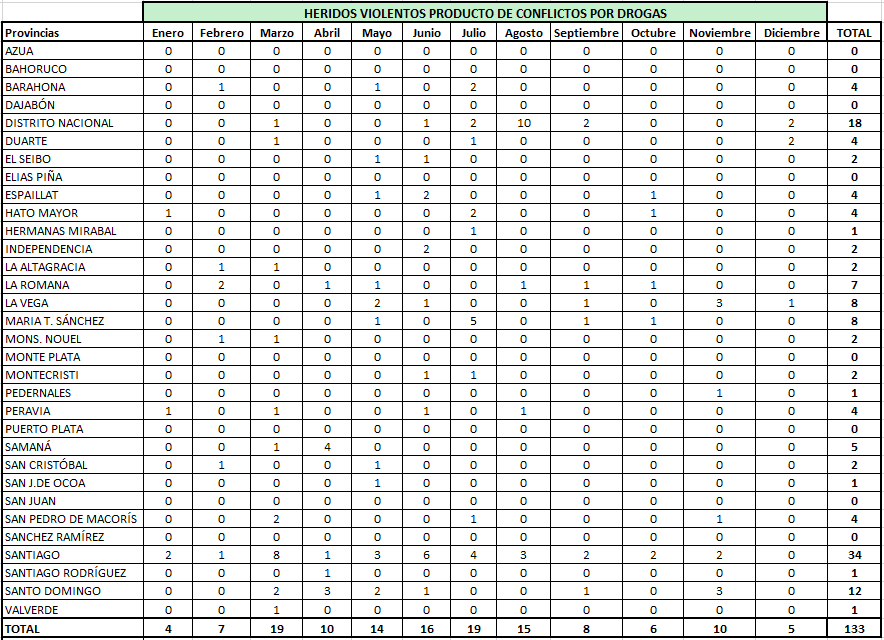 HERIDOS VIOLENTOS PRODUCTO DE CONFLICTOS POR DROGAS
Provincias Enero Febrero Marzo Abril Mayo Junio Julio Agosto Septiembre Octubre Noviembre Diciembre TOTAL
AZUA 0 0 0 0 0 0 0 0 0 0 0 0 0
BAHORUCO 0 0 0 0 0 0 0 0 0 0 0 0 0
BARAHONA 0 1 0 0 1 0 2 0 0 0 0 0 4
DAJABÓN 0 0 0 0 0 0 0 0 0 0 0 0 0
DISTRITO NACIONAL 0 0 1 0 0 1 2 10 2 0 0 2 18
DUARTE 0 0 1 0 0 0 1 0 0 0 0 2 4
EL SEIBO 0 0 0 0 1 1 0 0 0 0 0 0 2
ELIAS PIÑA 0 0 0 0 0 0 0 0 0 0 0 0 0
ESPAILLAT 0 0 0 0 1 2 0 0 0 1 0 0 4
HATO MAYOR 1 0 0 0 0 0 2 0 0 1 0 0 4
HERMANAS MIRABAL 0 0 0 0 0 0 1 0 0 0 0 0 1
INDEPENDENCIA 0 0 0 0 0 2 0 0 0 0 0 0 2
LA ALTAGRACIA 0 1 1 0 0 0 0 0 0 0 0 0 2
LA ROMANA 0 2 0 1 1 0 0 1 1 1 0 0 7
LA VEGA 0 0 0 0 2 1 0 0 1 0 3 1 8
MARIA T. SÁNCHEZ 0 0 0 0 1 0 5 0 1 1 0 0 8
MONS. NOUEL 0 1 1 0 0 0 0 0 0 0 0 0 2
MONTE PLATA 0 0 0 0 0 0 0 0 0 0 0 0 0
MONTECRISTI 0 0 0 0 0 1 1 0 0 0 0 0 2
PEDERNALES 0 0 0 0 0 0 0 0 0 0 1 0 1
PERAVIA 1 0 1 0 0 1 0 1 0 0 0 0 4
PUERTO PLATA 0 0 0 0 0 0 0 0 0 0 0 0 0
SAMANÁ 0 0 1 4 0 0 0 0 0 0 0 0 5
SAN CRISTÓBAL 0 1 0 0 1 0 0 0 0 0 0 0 2
SAN J.DE OCOA 0 0 0 0 1 0 0 0 0 0 0 0 1
SAN JUAN 0 0 0 0 0 0 0 0 0 0 0 0 0
SAN PEDRO DE MACORÍS 0 0 2 0 0 0 1 0 0 0 1 0 4
SANCHEZ RAMÍREZ 0 0 0 0 0 0 0 0 0 0 0 0 0
SANTIAGO 2 1 8 1 3 6 4 3 2 2 2 0 34
SANTIAGO RODRÍGUEZ 0 0 0 1 0 0 0 0 0 0 0 0 1
SANTO DOMINGO 0 0 2 3 2 1 0 0 1 0 3 0 12
VALVERDE 0 0 1 0 0 0 0 0 0 0 0 0 1
TOTAL 4 7 19 10 14 16 19 15 8 6 10 5 133